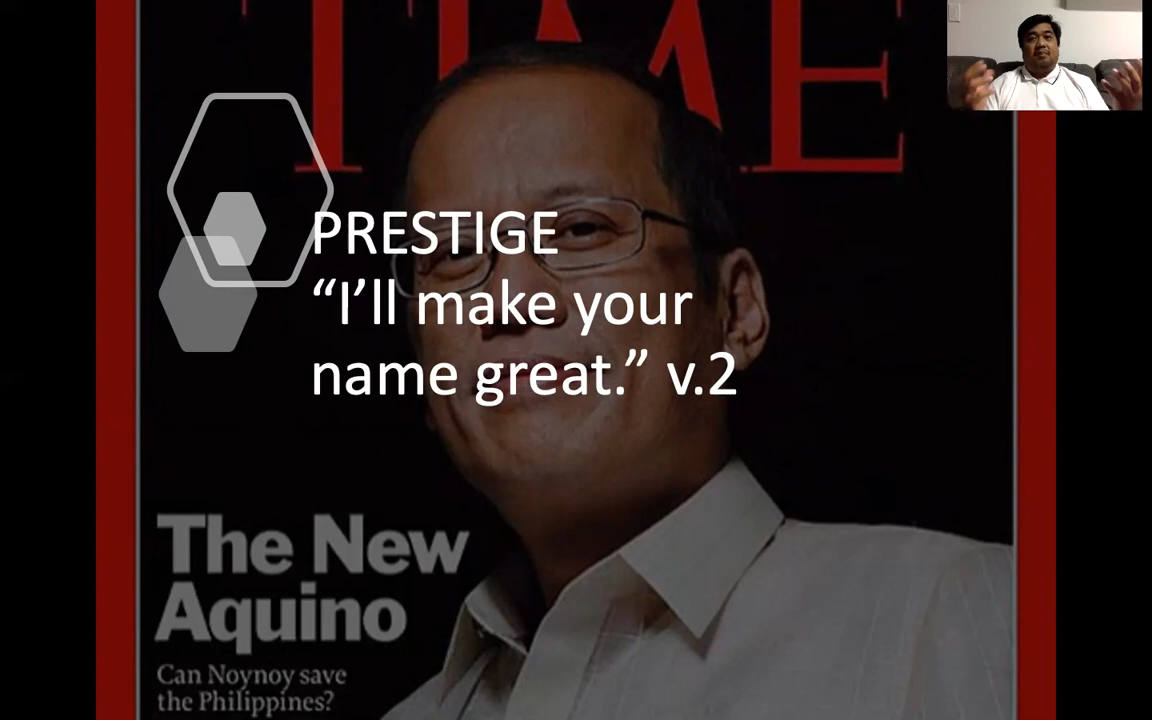 TIME
PRESTIGE
“I’ll make your
name great.” v.2
The New
Aquino
Can Noynoy save
the Philippines?